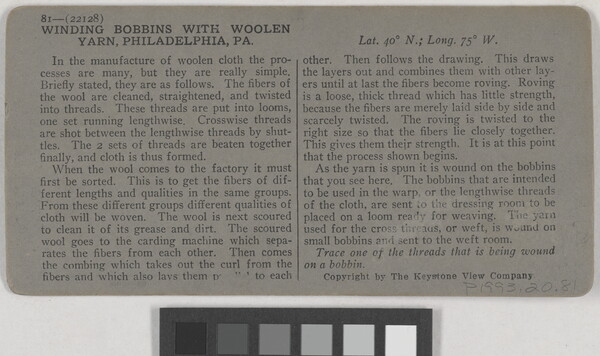 81—(22128)
WINDING BOBBINS WITH WOOLEN
YARN, PHILADELPHIA, PA.
In the manufacture of woolen cloth the pro-
cesses are many, but they are really simple.
Briefly stated, they are as follows. The fibers of
the wool are cleaned, straightened, and twisted
into threads. These threads are put into looms,
one set running lengthwise. Crosswise threads
are shot between the lengthwise threads by shut-
tles. The 2 sets of threads are beaten together
finally, and cloth is thus formed.
When the wool comes to the factory it must
first be sorted. This is to get the fibers of dif-
ferent lengths and qualities in the same groups.
From these different groups different qualities of
cloth will be woven. The wool is next scoured
to clean it of its grease and dirt. The scoured
wool goes to the carding machine which sepa-
rates the fibers from each other. Then comes
the combing which takes out the curl from the
fibers and which also lays them to each
Lat. 40° N.; Long. 75° W.
other. Then follows the drawing. This draws
the layers out and combines them with other lay-
ers until at last the fibers become roving. Roving
is a loose, thick thread which has little strength,
because the fibers are merely laid side by side and
scarcely twisted. The roving is twisted to the
right size so that the fibers lie closely together.
This gives them their strength. It is at this point
that the process shown begins.
As the yarn is spun it is wound on the bobbins
that you see here. The bobbins that are intended
to be used in the warp, or the lengthwise threads
of the cloth, are sent to the dressing room to be
placed on a loom ready for weaving. The yarn
used for the cross threads, or weft, is wound on
small bobbins and sent to the weft room.
Trace one of the threads that is being wound
on a bobbin.
Copyright by The Keystone View Company
P1993.20.81